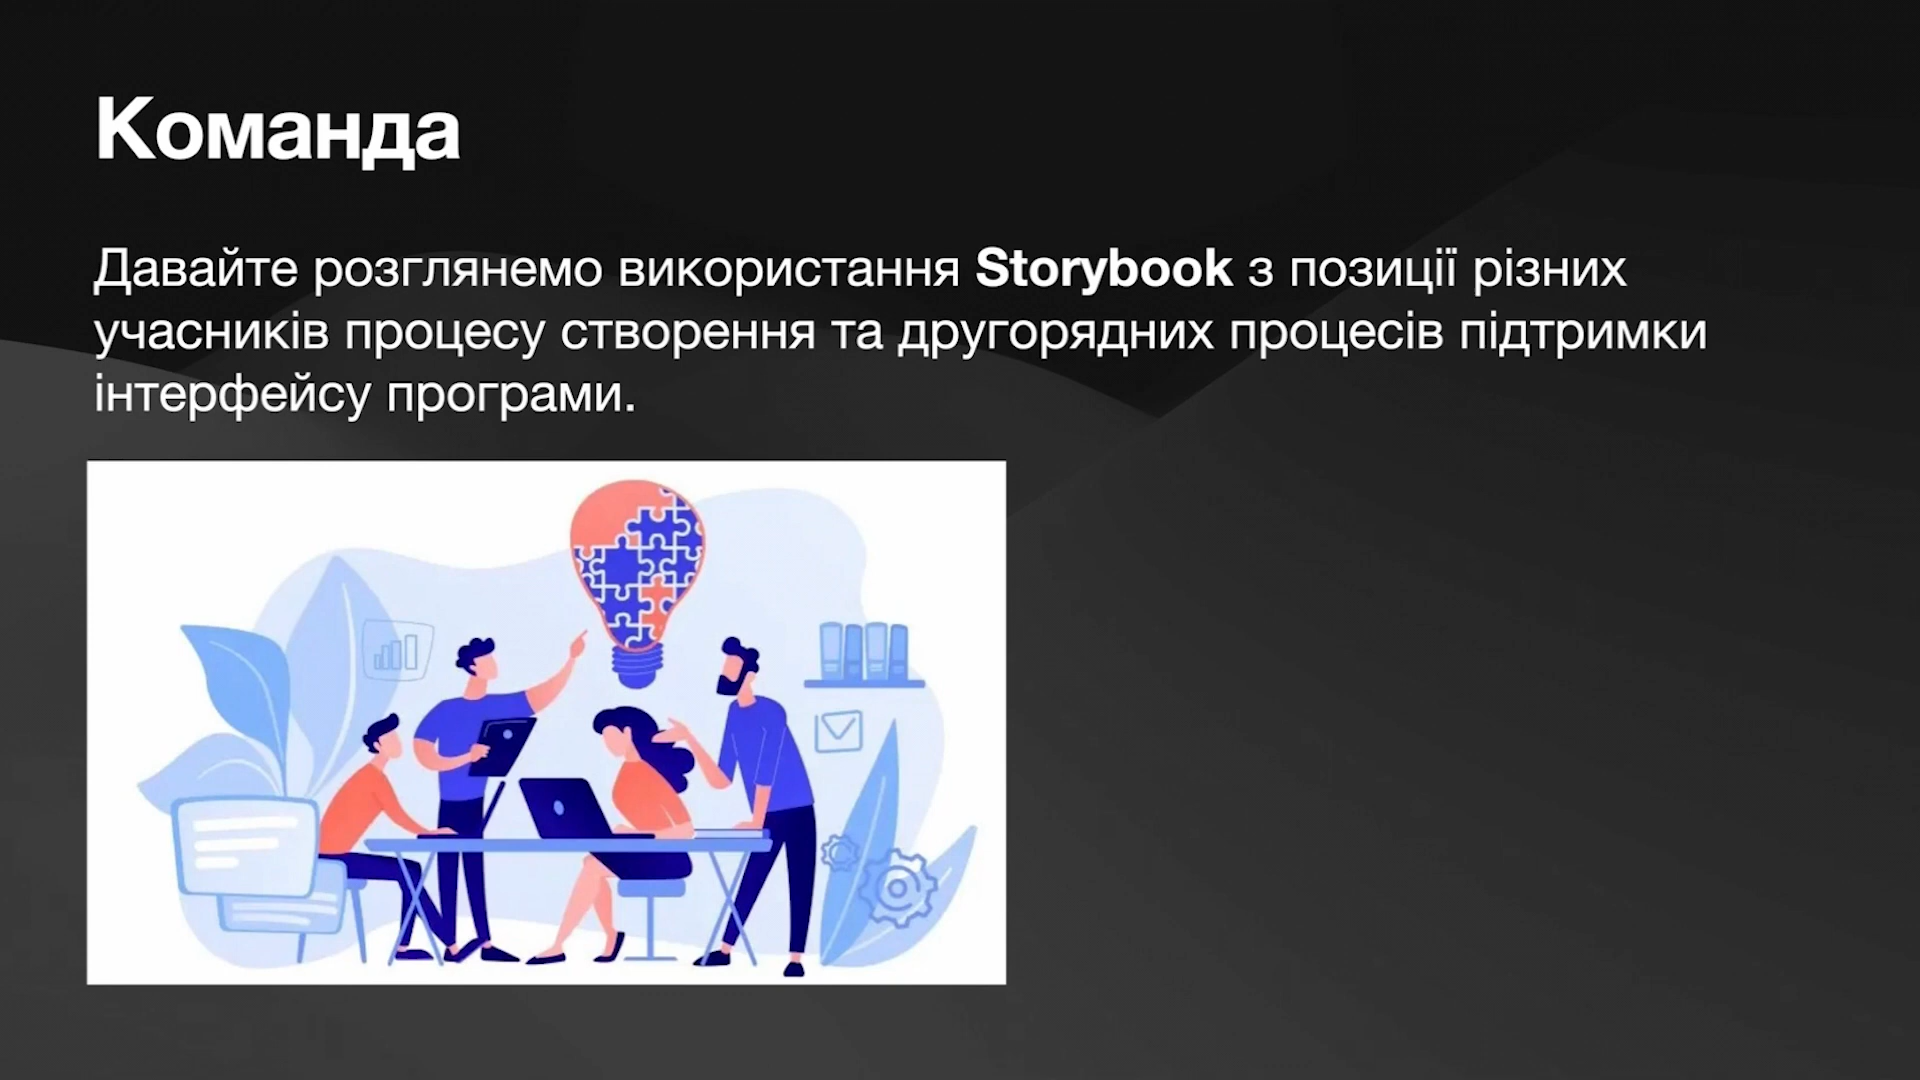 Команда
Давайте розглянемо використання Storybook з позиції різних
учасників процесу створення та другорядних процесів підтримки
інтерфейсу програми.